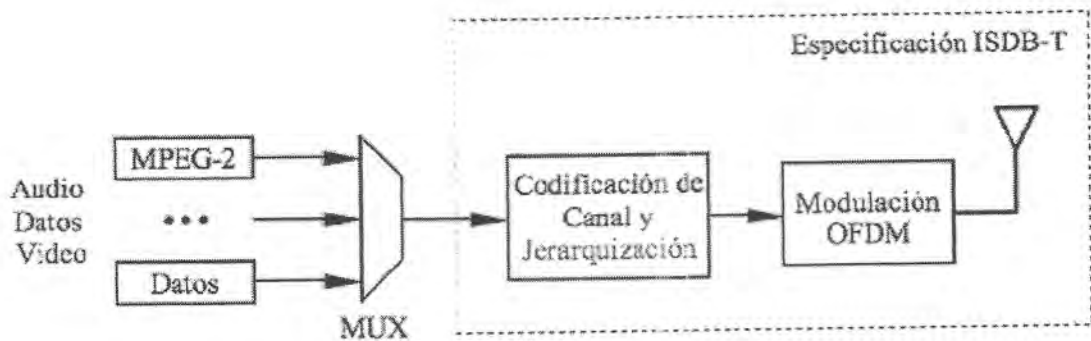 Especificación ISDB-T
MPEG-2
Audio
Datos
Video
•••
Datos
MUX
Codificación de
Canal y
Jerarquización
Modulación
OFDM